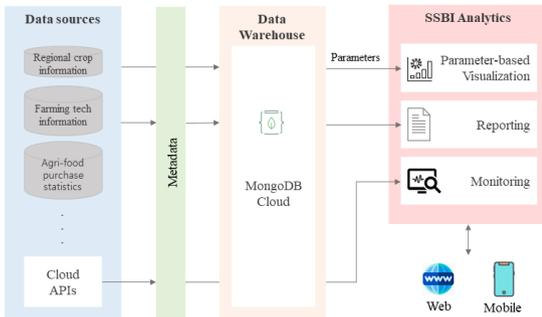 Data sources
Regional crop
information
Farming tech
information
Agri-food
purchase
statistics
.
.
.
Cloud
APIs
Metadata
Data
Warehouse
MongoDB
Cloud
Parameters
SSBI Analytics
Parameter-based
Visualization
Reporting
Monitoring
WWW
Web
Mobile